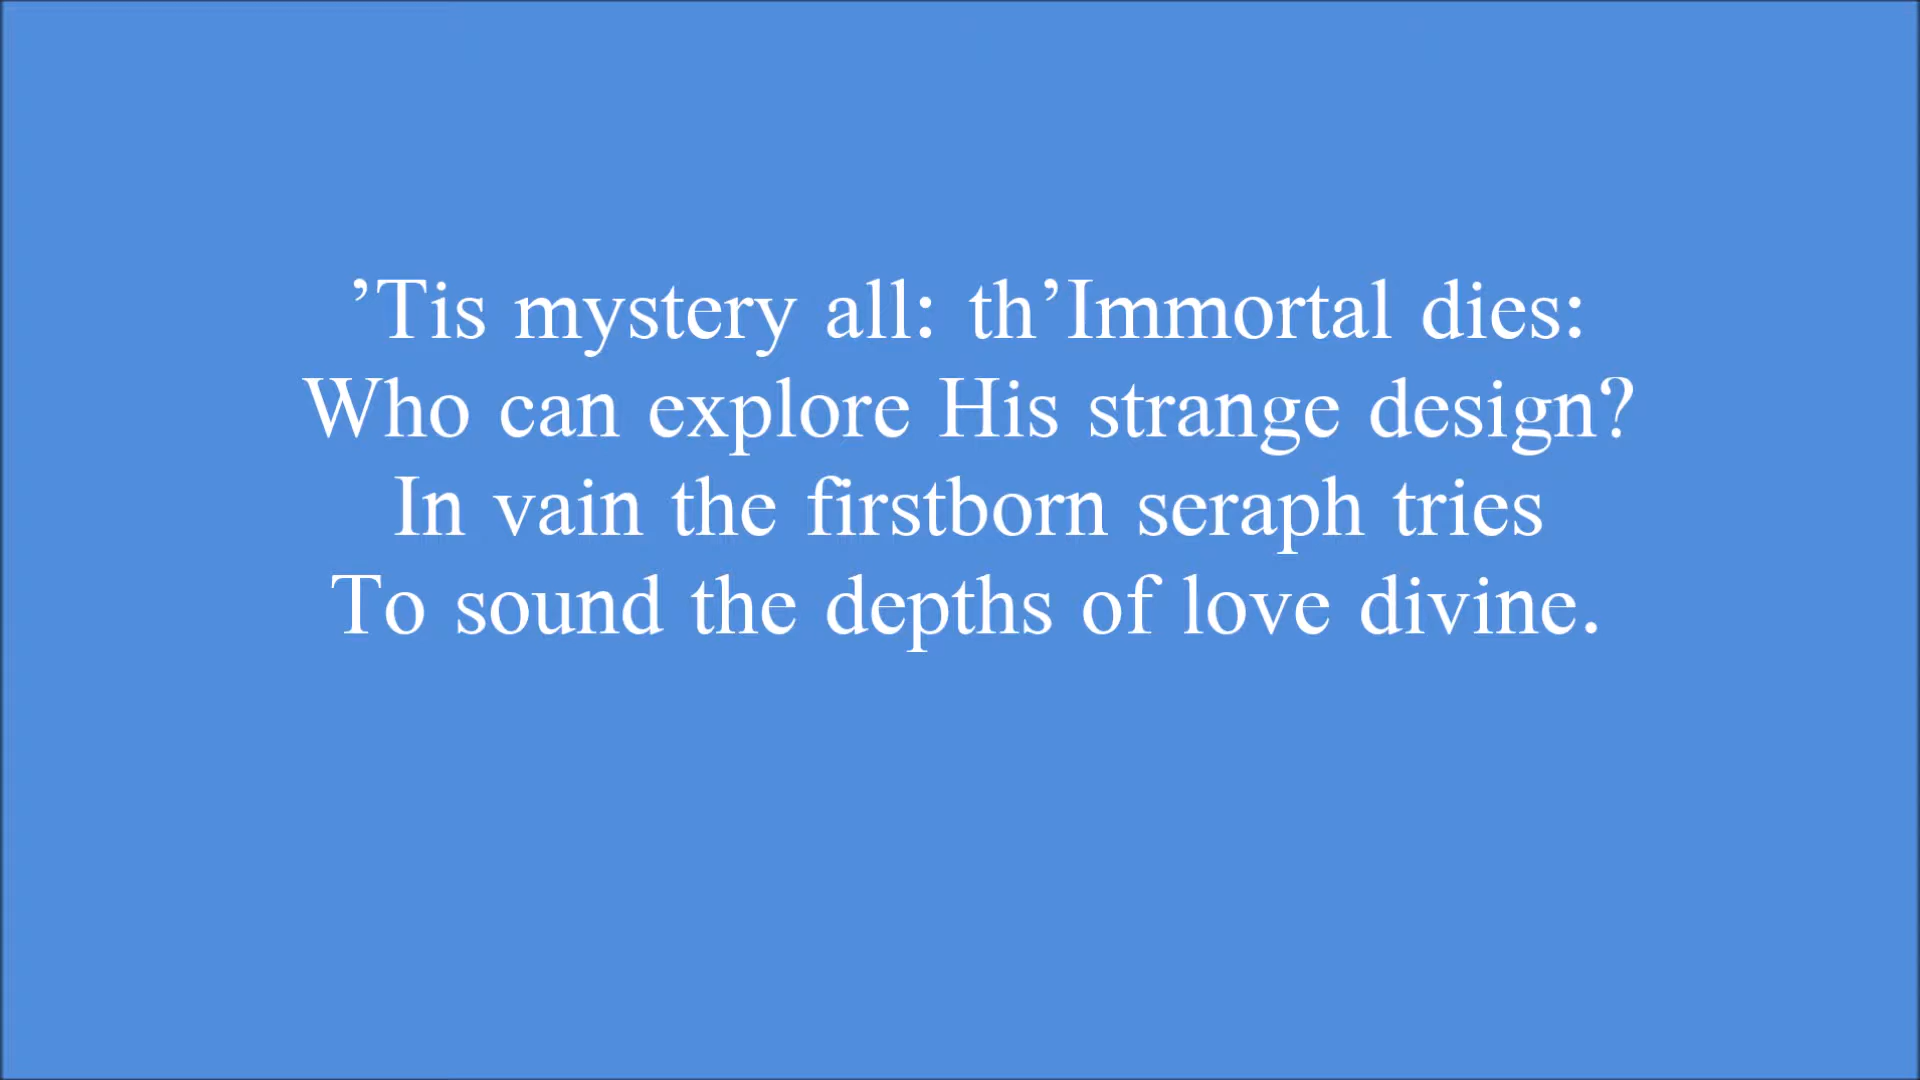 ’Tis mystery all: th’Immortal dies:
Who can explore His strange design?
In vain the firstborn seraph tries
To sound the depths of love divine.